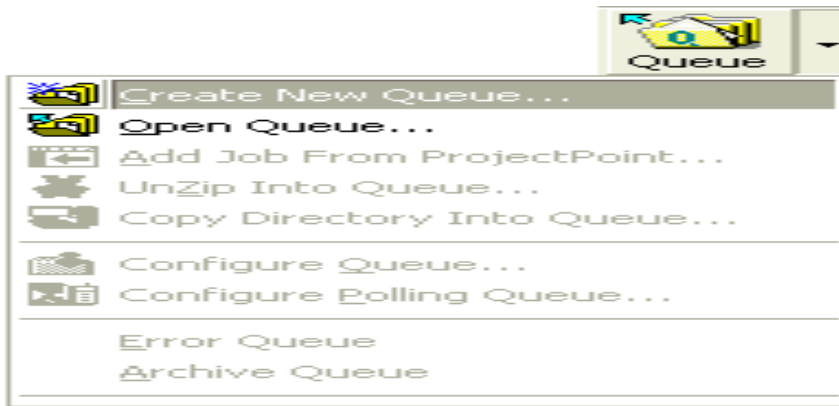 Q
Queue
Create New Queue...
Open Queue...
Add Job From ProjectPoint...
UnZip Into Queue...
Copy Directory Into Queue...
Configure Queue...
Configure Polling Queue...
Error Queue
Archive Queue